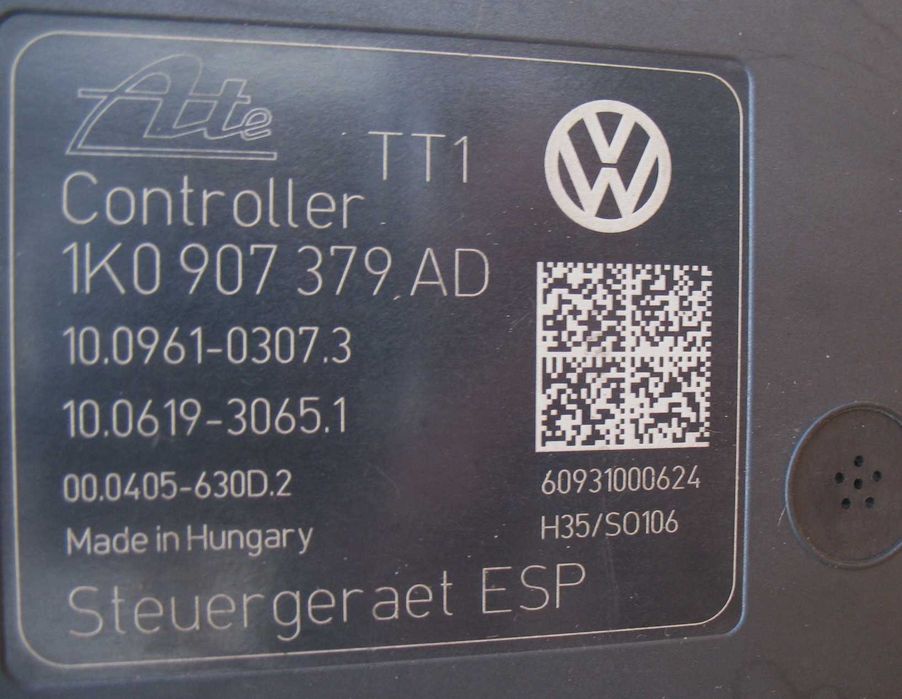 Ate
TT1
Controller
1K0 907 379 AD
10.0961-0307.3
10.0619-3065.1
00.0405-630D.2
60931000624
Made in Hungary
H35/S0106
Steuergeraet ESP